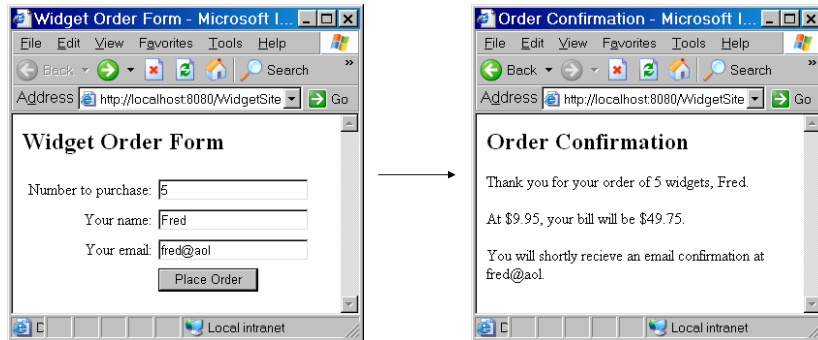 Widget Order Form - Microsoft I...
File Edit View Favorites Tools Help
Back Search »
Address http://localhost:8080/WidgetSite Go
Widget Order Form
Number to purchase: 5
Your name: Fred
Your email: fred@aol
Place Order
Local intranet
Order Confirmation - Microsoft I...
File Edit View Favorites Tools Help
Back Search »
Address http://localhost:8080/WidgetSite Go
Order Confirmation
Thank you for your order of 5 widgets, Fred.
At $9.95, your bill will be $49.75.
You will shortly recieve an email confirmation at
fred@aol.
Local intranet